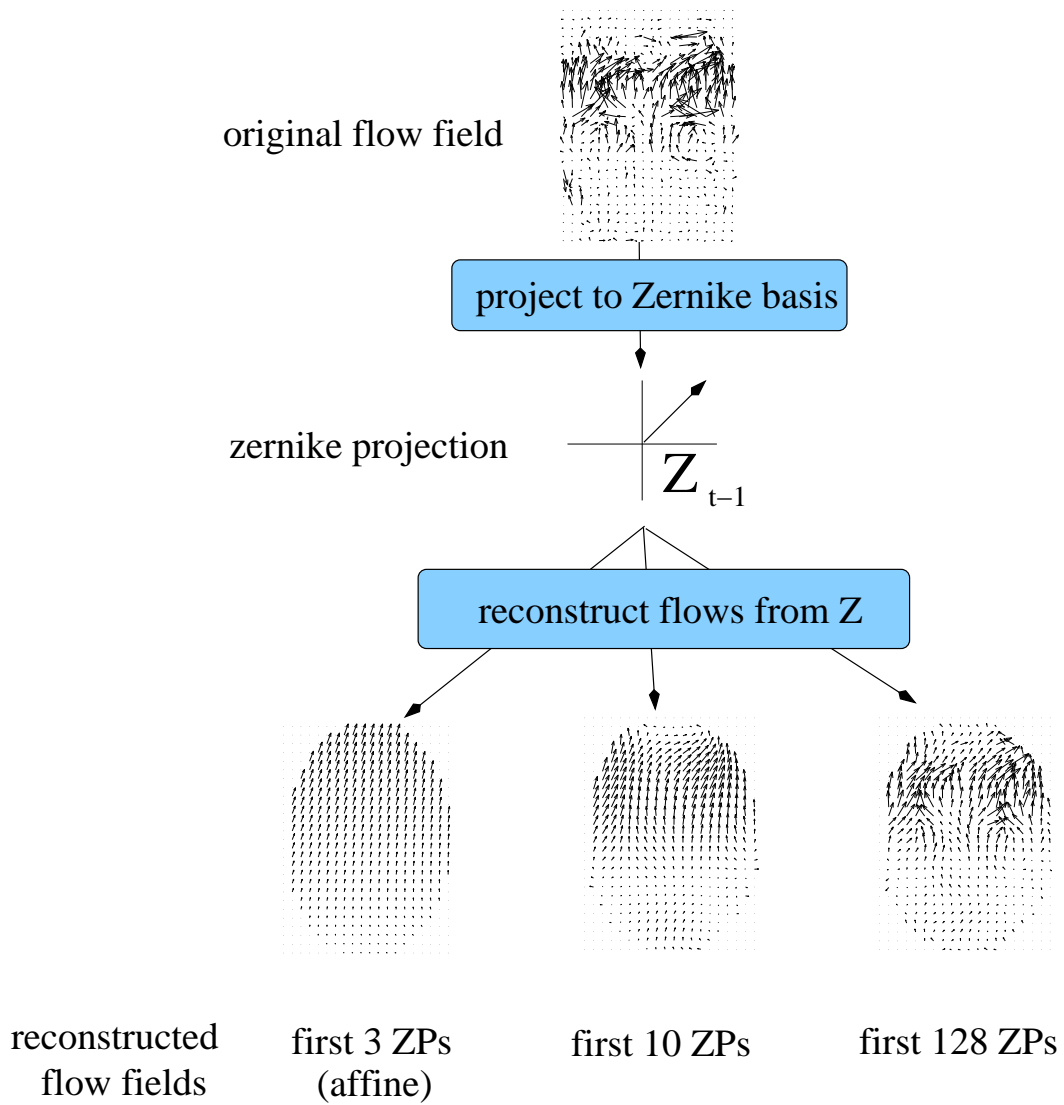 original flow field
project to Zernike basis
zernike projection
Z t–1
reconstruct flows from Z
reconstructed
flow fields
first 3 ZPs
(affine)
first 10 ZPs
first 128 ZPs